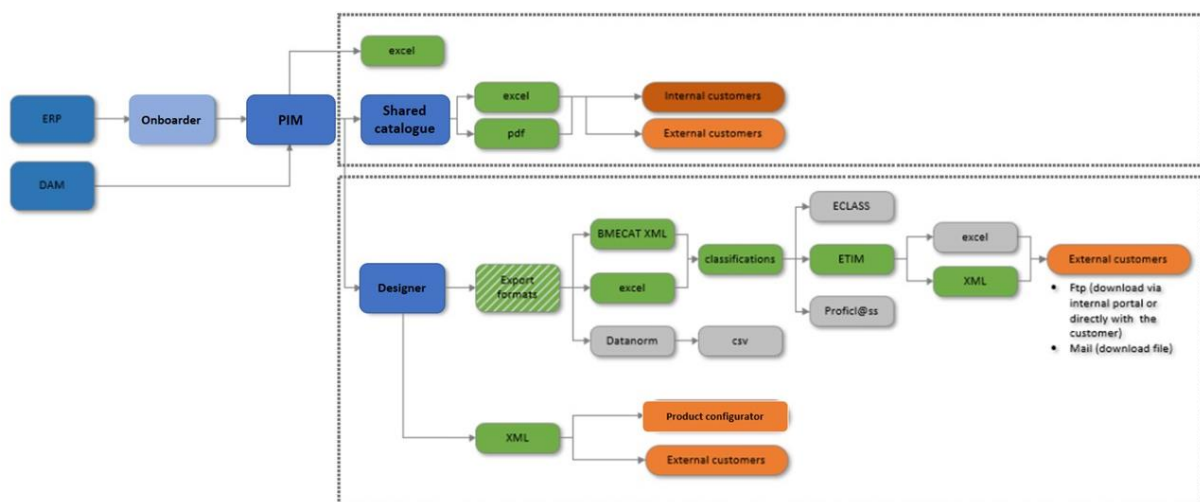 excel
ERP
Onboarder
PIM
Shared
catalogue
excel
pdf
Internal customers
External customers
DAM
Designer
Export
formats
BMECAT XML
excel
Datanorm
csv
classifications
ECLASS
ETIM
Proficl@ss
excel
XML
External customers
• Ftp (download via
internal portal or
directly with the
customer)
• Mail (download file)
XML
Product configurator
External customers